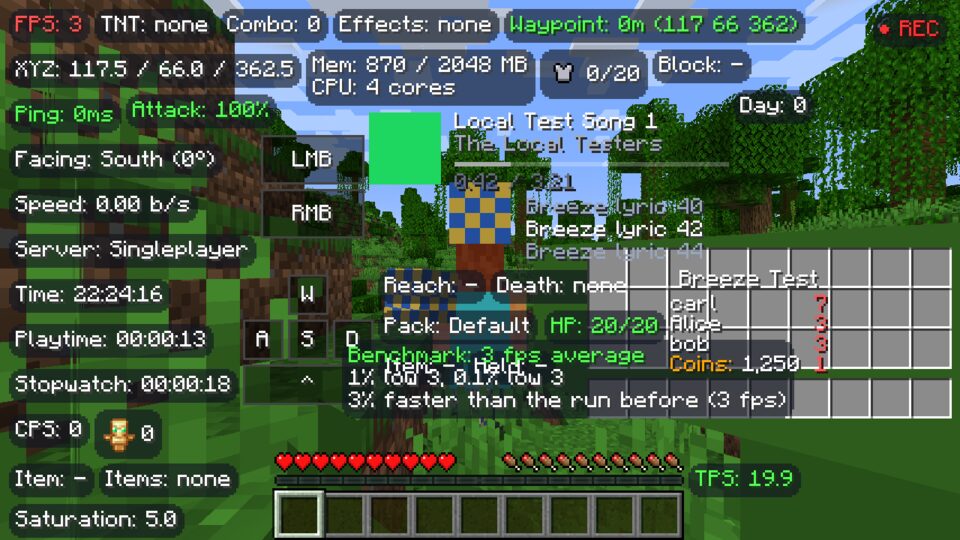 FPS: 3
TNT: none
Combo: 0
Effects: none
Waypoint: 0m (117 66 362)
REC
XYZ: 117.5 / 66.0 / 362.5
Mem: 870 / 2048 MB
CPU: 4 cores
0/20
Block: -
Day: 0
Ping: 0ms
Attack: 100%
Local Test Song 1
The Local Testers
0:42 / 3:21
Facing: South (0°)
LMB
Speed: 0.00 b/s
RMB
Breeze lyric 40
Breeze lyric 42
Breeze lyric 44
Server: Singleplayer
Time: 22:24:16
W
Reach: -
Death: none
Breeze Test
carl 7
Alice 3
bob 3
Coins: 1,250 1
Playtime: 00:00:13
A
S
D
Pack: Default
HP: 20/20
Benchmark: 3 fps average
Item: -
Held: -
1% low 3, 0.1% low 3
3% faster than the run before (3 fps)
Stopwatch: 00:00:18
^
CPS: 0
0
Item: -
Items: none
TPS: 19.9
Saturation: 5.0